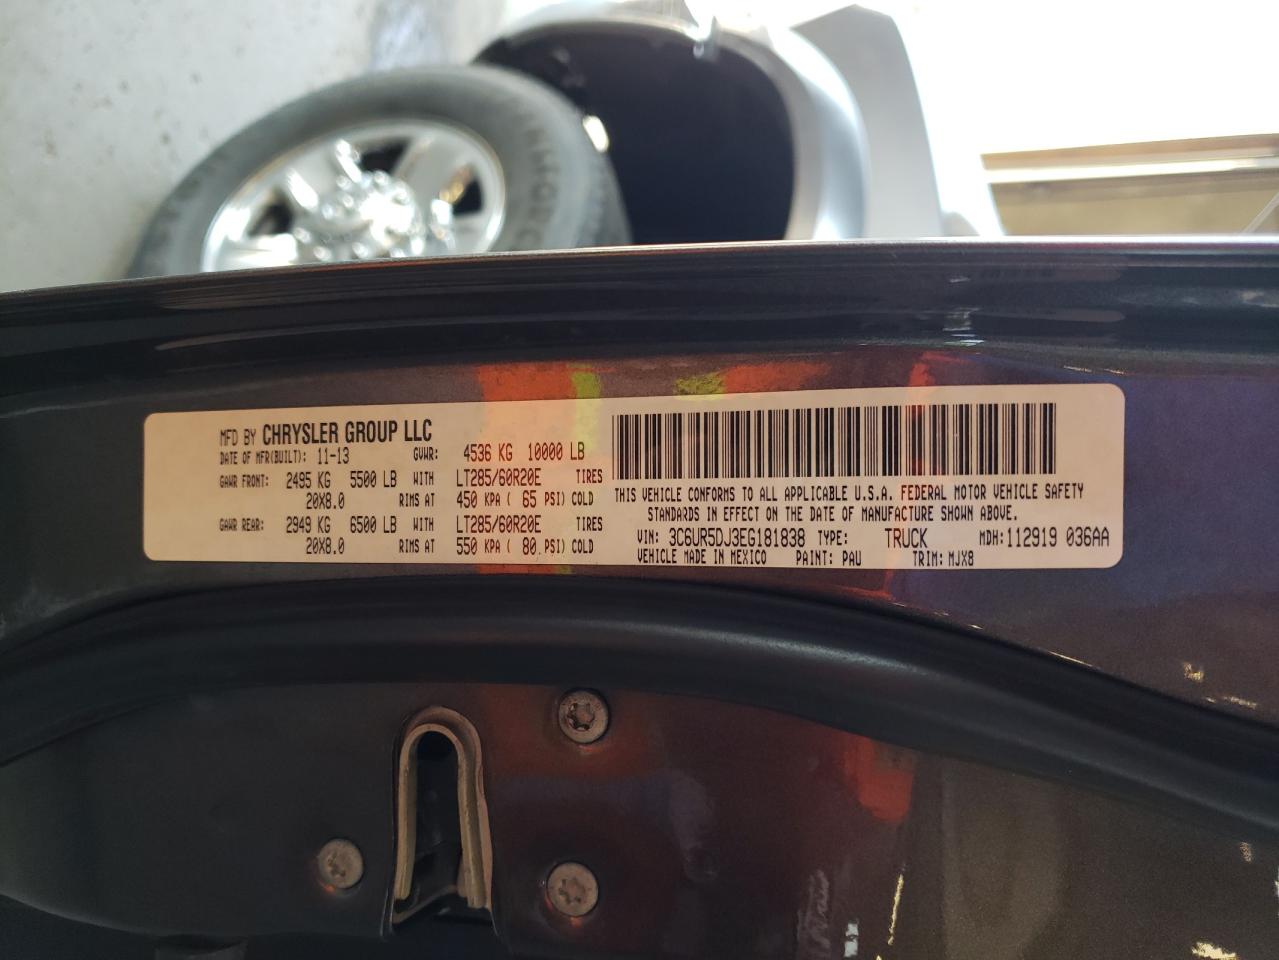 MFD BY CHRYSLER GROUP LLC
DATE OF MFR(BUILT): 11-13 GVWR: 4536 KG 10000 LB
GAWR FRONT: 2495 KG 5500 LB WITH LT285/60R20E TIRES
20X8.0 RIMS AT 450 KPA ( 65 PSI) COLD
GAWR REAR: 2949 KG 6500 LB WITH LT285/60R20E TIRES
20X8.0 RIMS AT 550 KPA ( 80 PSI) COLD
THIS VEHICLE CONFORMS TO ALL APPLICABLE U.S.A. FEDERAL MOTOR VEHICLE SAFETY
STANDARDS IN EFFECT ON THE DATE OF MANUFACTURE SHOWN ABOVE.
VIN: 3C6UR5DJ3EG181838 TYPE: TRUCK MDH: 112919 036AA
VEHICLE MADE IN MEXICO PAINT: PAU TRIM: MJX8